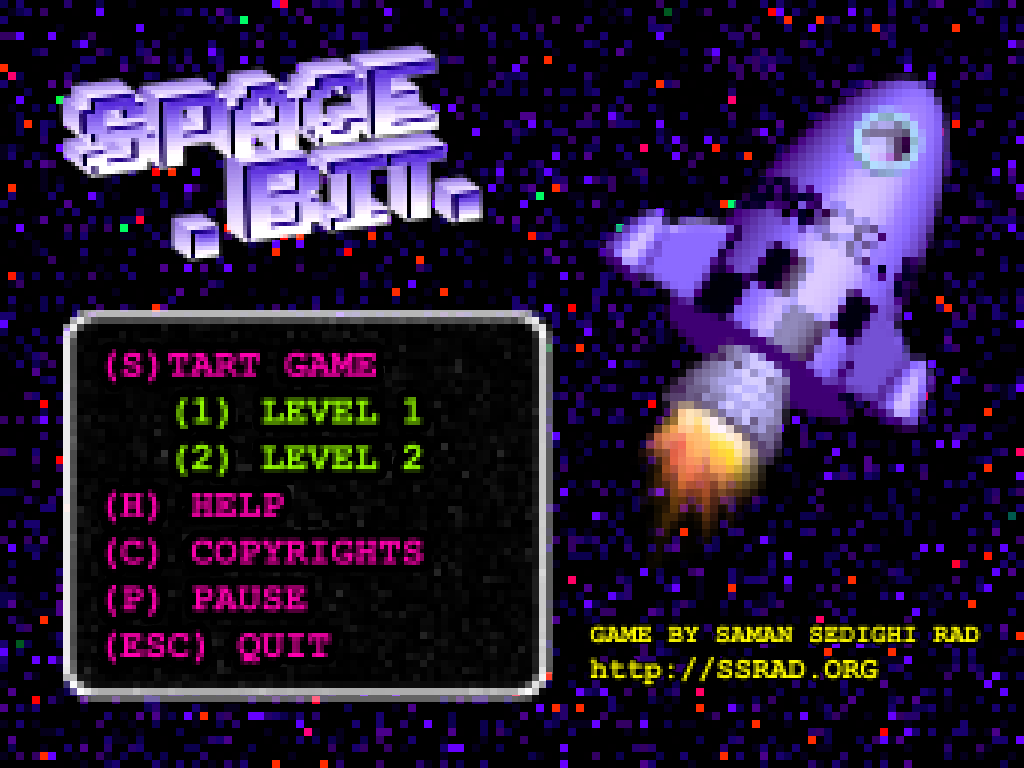 SPACE
.BIT.
(S)TART GAME
(1) LEVEL 1
(2) LEVEL 2
(H) HELP
(C) COPYRIGHTS
(P) PAUSE
(ESC) QUIT
GAME BY SAMAN SEDIGHI RAD
http://SSRAD.ORG